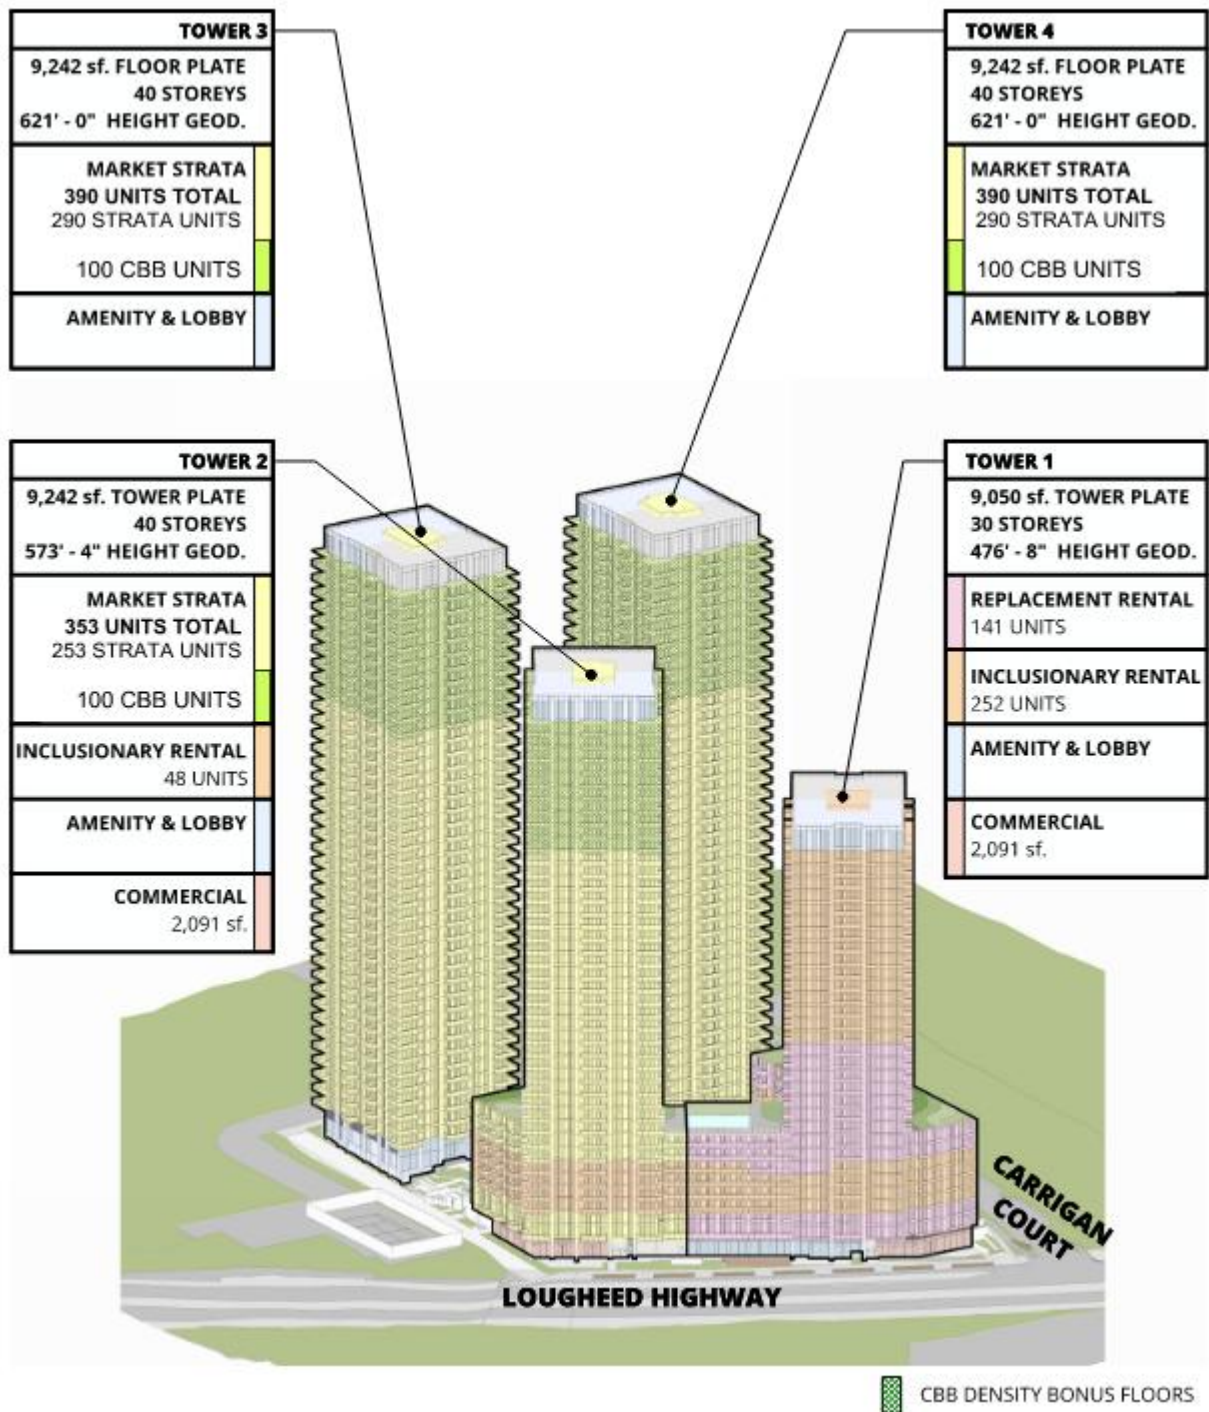 TOWER 3
9,242 sf. FLOOR PLATE
40 STOREYS
621' - 0" HEIGHT GEOD.
MARKET STRATA
390 UNITS TOTAL
290 STRATA UNITS
100 CBB UNITS
AMENITY & LOBBY
TOWER 4
9,242 sf. FLOOR PLATE
40 STOREYS
621' - 0" HEIGHT GEOD.
MARKET STRATA
390 UNITS TOTAL
290 STRATA UNITS
100 CBB UNITS
AMENITY & LOBBY
TOWER 2
9,242 sf. TOWER PLATE
40 STOREYS
573' - 4" HEIGHT GEOD.
MARKET STRATA
353 UNITS TOTAL
253 STRATA UNITS
100 CBB UNITS
INCLUSIONARY RENTAL
48 UNITS
AMENITY & LOBBY
COMMERCIAL
2,091 sf.
TOWER 1
9,050 sf. TOWER PLATE
30 STOREYS
476' - 8" HEIGHT GEOD.
REPLACEMENT RENTAL
141 UNITS
INCLUSIONARY RENTAL
252 UNITS
AMENITY & LOBBY
COMMERCIAL
2,091 sf.
CARRIGAN
COURT
LOUGHEED HIGHWAY
CBB DENSITY BONUS FLOORS